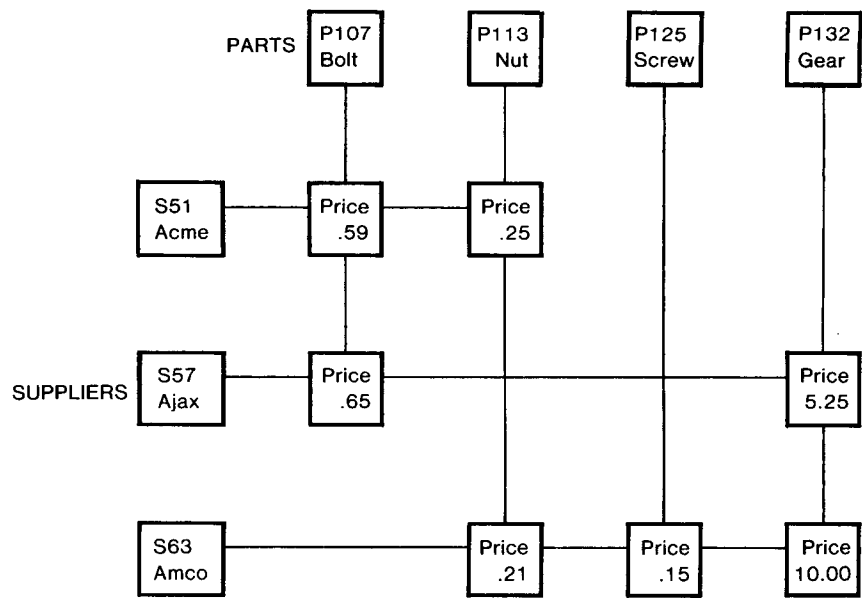 PARTS
P107
Bolt
P113
Nut
P125
Screw
P132
Gear
S51
Acme
Price
.59
Price
.25
SUPPLIERS
S57
Ajax
Price
.65
Price
5.25
S63
Amco
Price
.21
Price
.15
Price
10.00